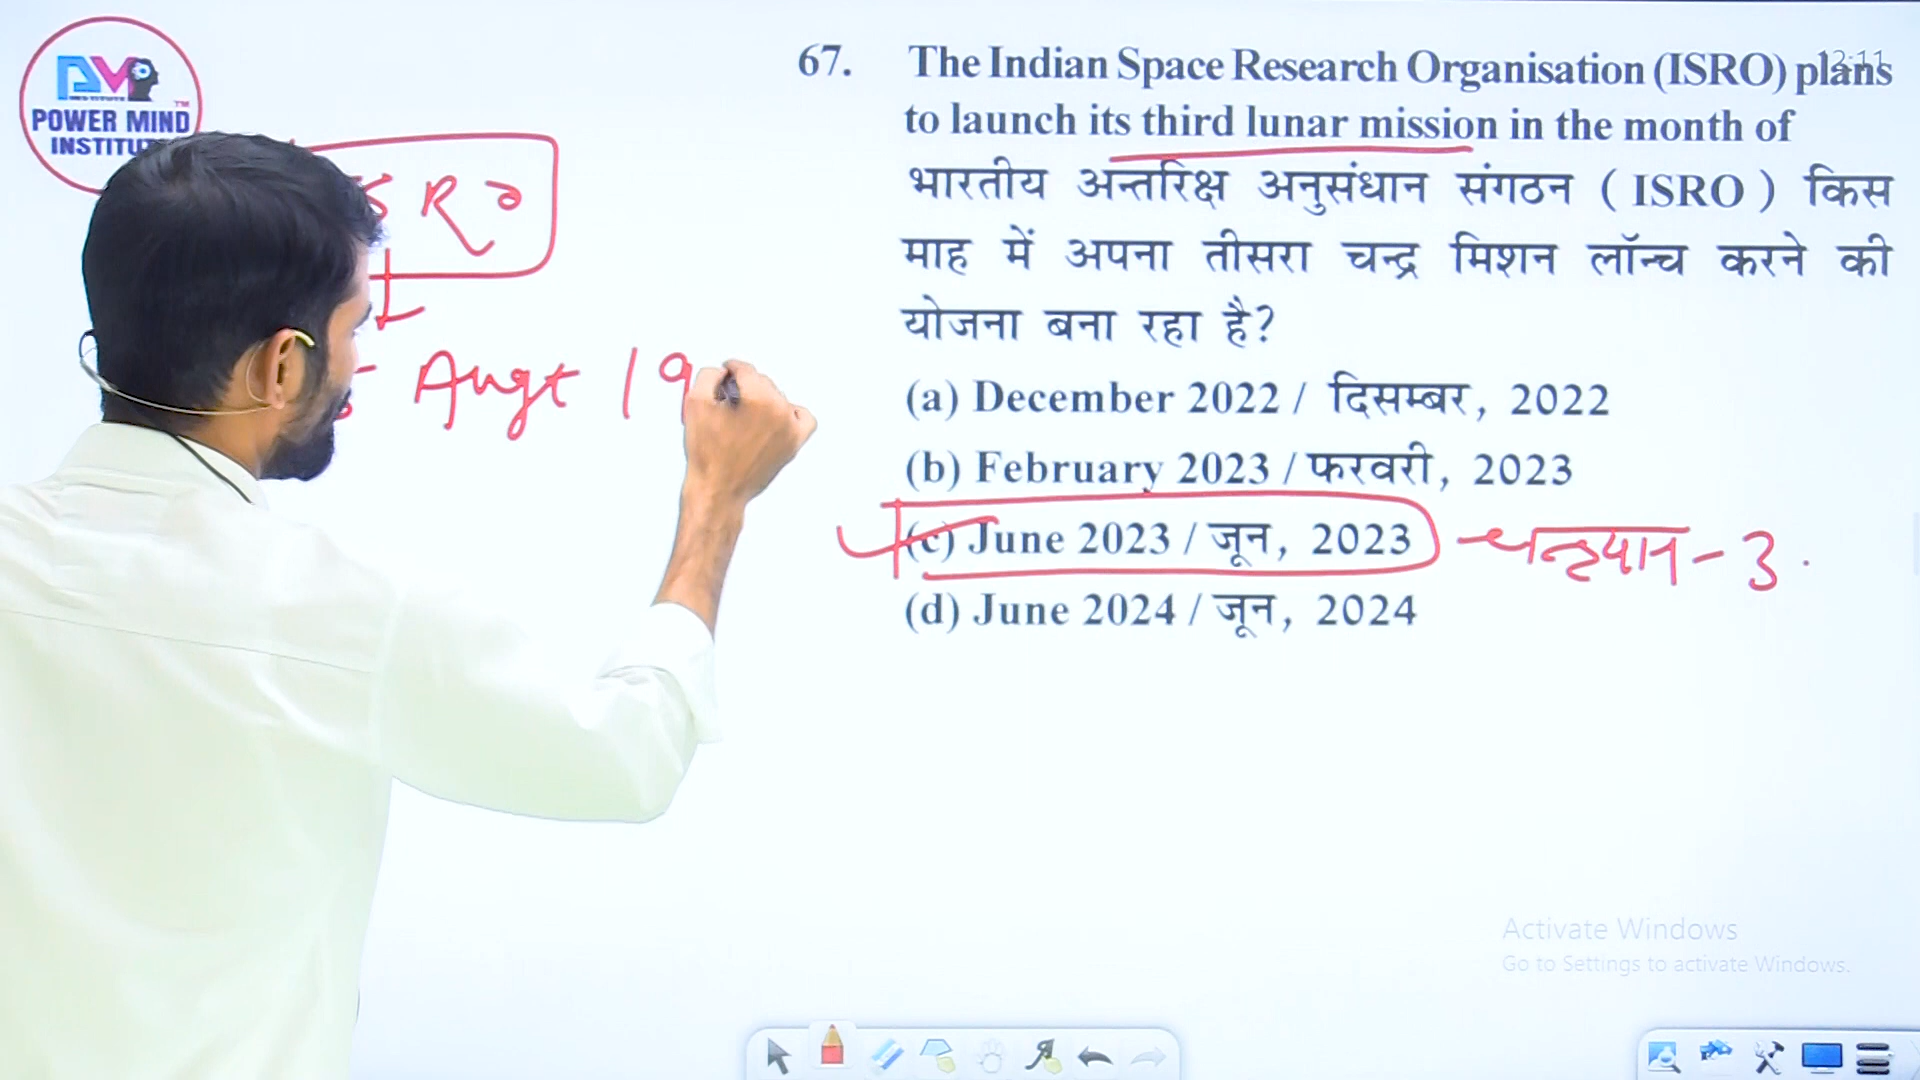 POWER MIND
TM
67. The Indian Space Research Organisation (ISRO) plans
to launch its third lunar mission in the month of
भारतीय अन्तरिक्ष अनुसंधान संगठन ( ISRO ) किस
माह में अपना तीसरा चन्द्र मिशन लॉन्च करने की
योजना बना रहा है?
(a) December 2022 / दिसम्बर, 2022
(b) February 2023 / फरवरी, 2023
(c) June 2023 / जून, 2023
चन्द्रयान - 3
(d) June 2024 / जून, 2024
S R O
Augt 19
Activate Windows
Go to Settings to activate Windows.